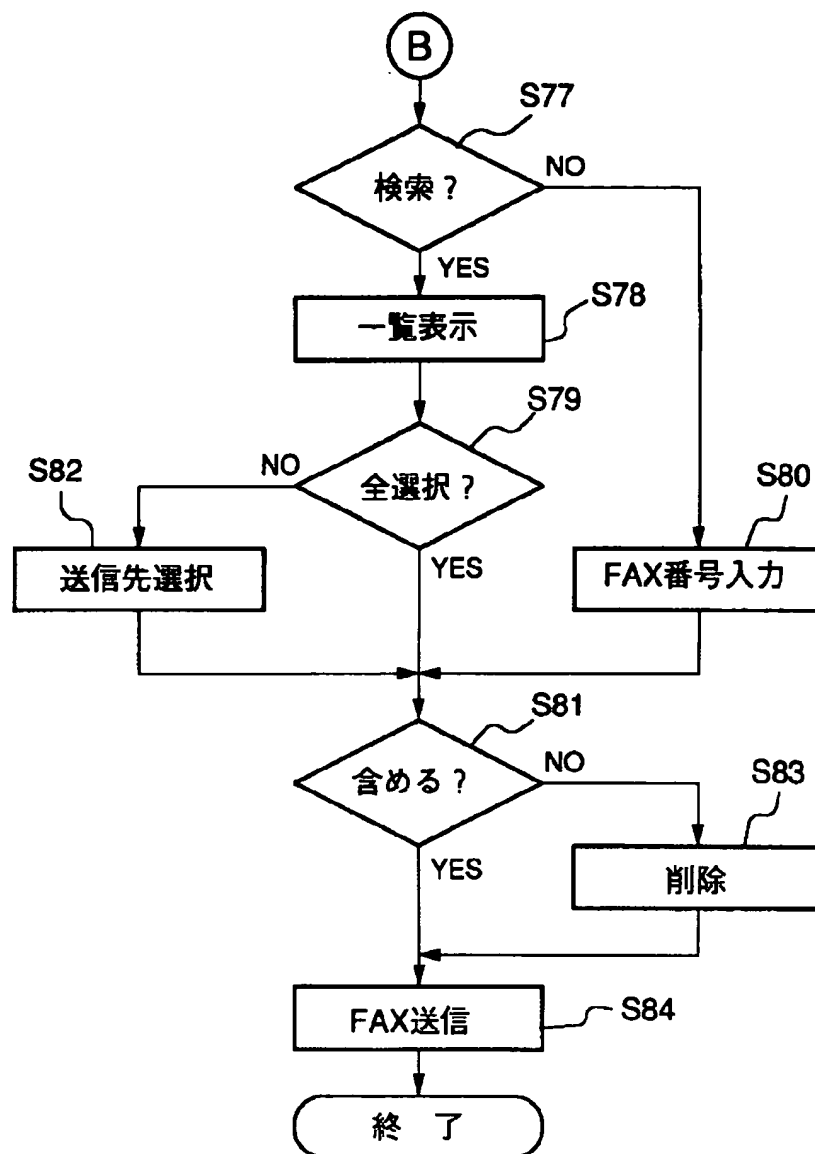 B
S77
検索？
NO
YES
S78
一覧表示
S79
全選択？
NO
S82
S80
送信先選択
YES
FAX番号入力
S81
含める？
NO
S83
YES
削除
FAX送信
S84
終 了